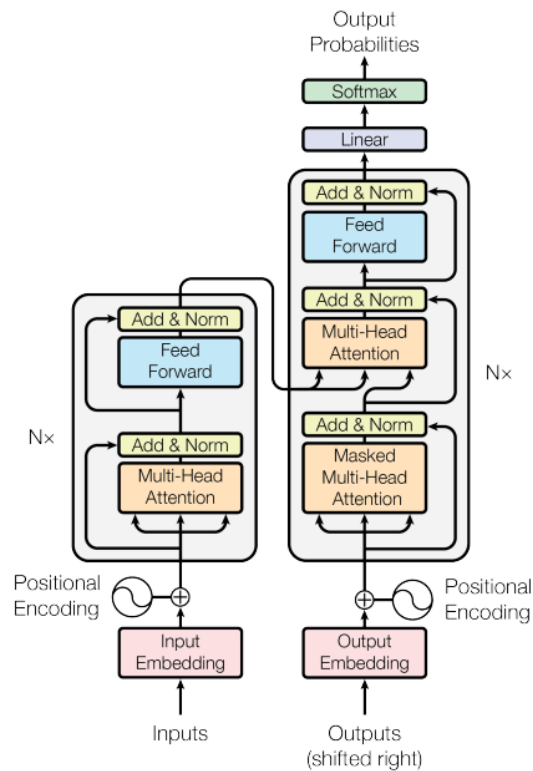 Output
Probabilities
Softmax
Linear
Add & Norm
Feed
Forward
Add & Norm
Multi-Head
Attention
Add & Norm
Masked
Multi-Head
Attention
N×
Add & Norm
Feed
Forward
Add & Norm
Multi-Head
Attention
N×
Positional
Encoding
Positional
Encoding
Input
Embedding
Output
Embedding
Inputs
Outputs
(shifted right)